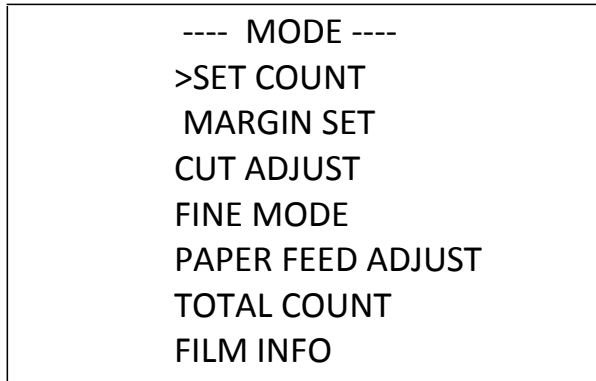 ---- MODE ----
>SET COUNT
MARGIN SET
CUT ADJUST
FINE MODE
PAPER FEED ADJUST
TOTAL COUNT
FILM INFO